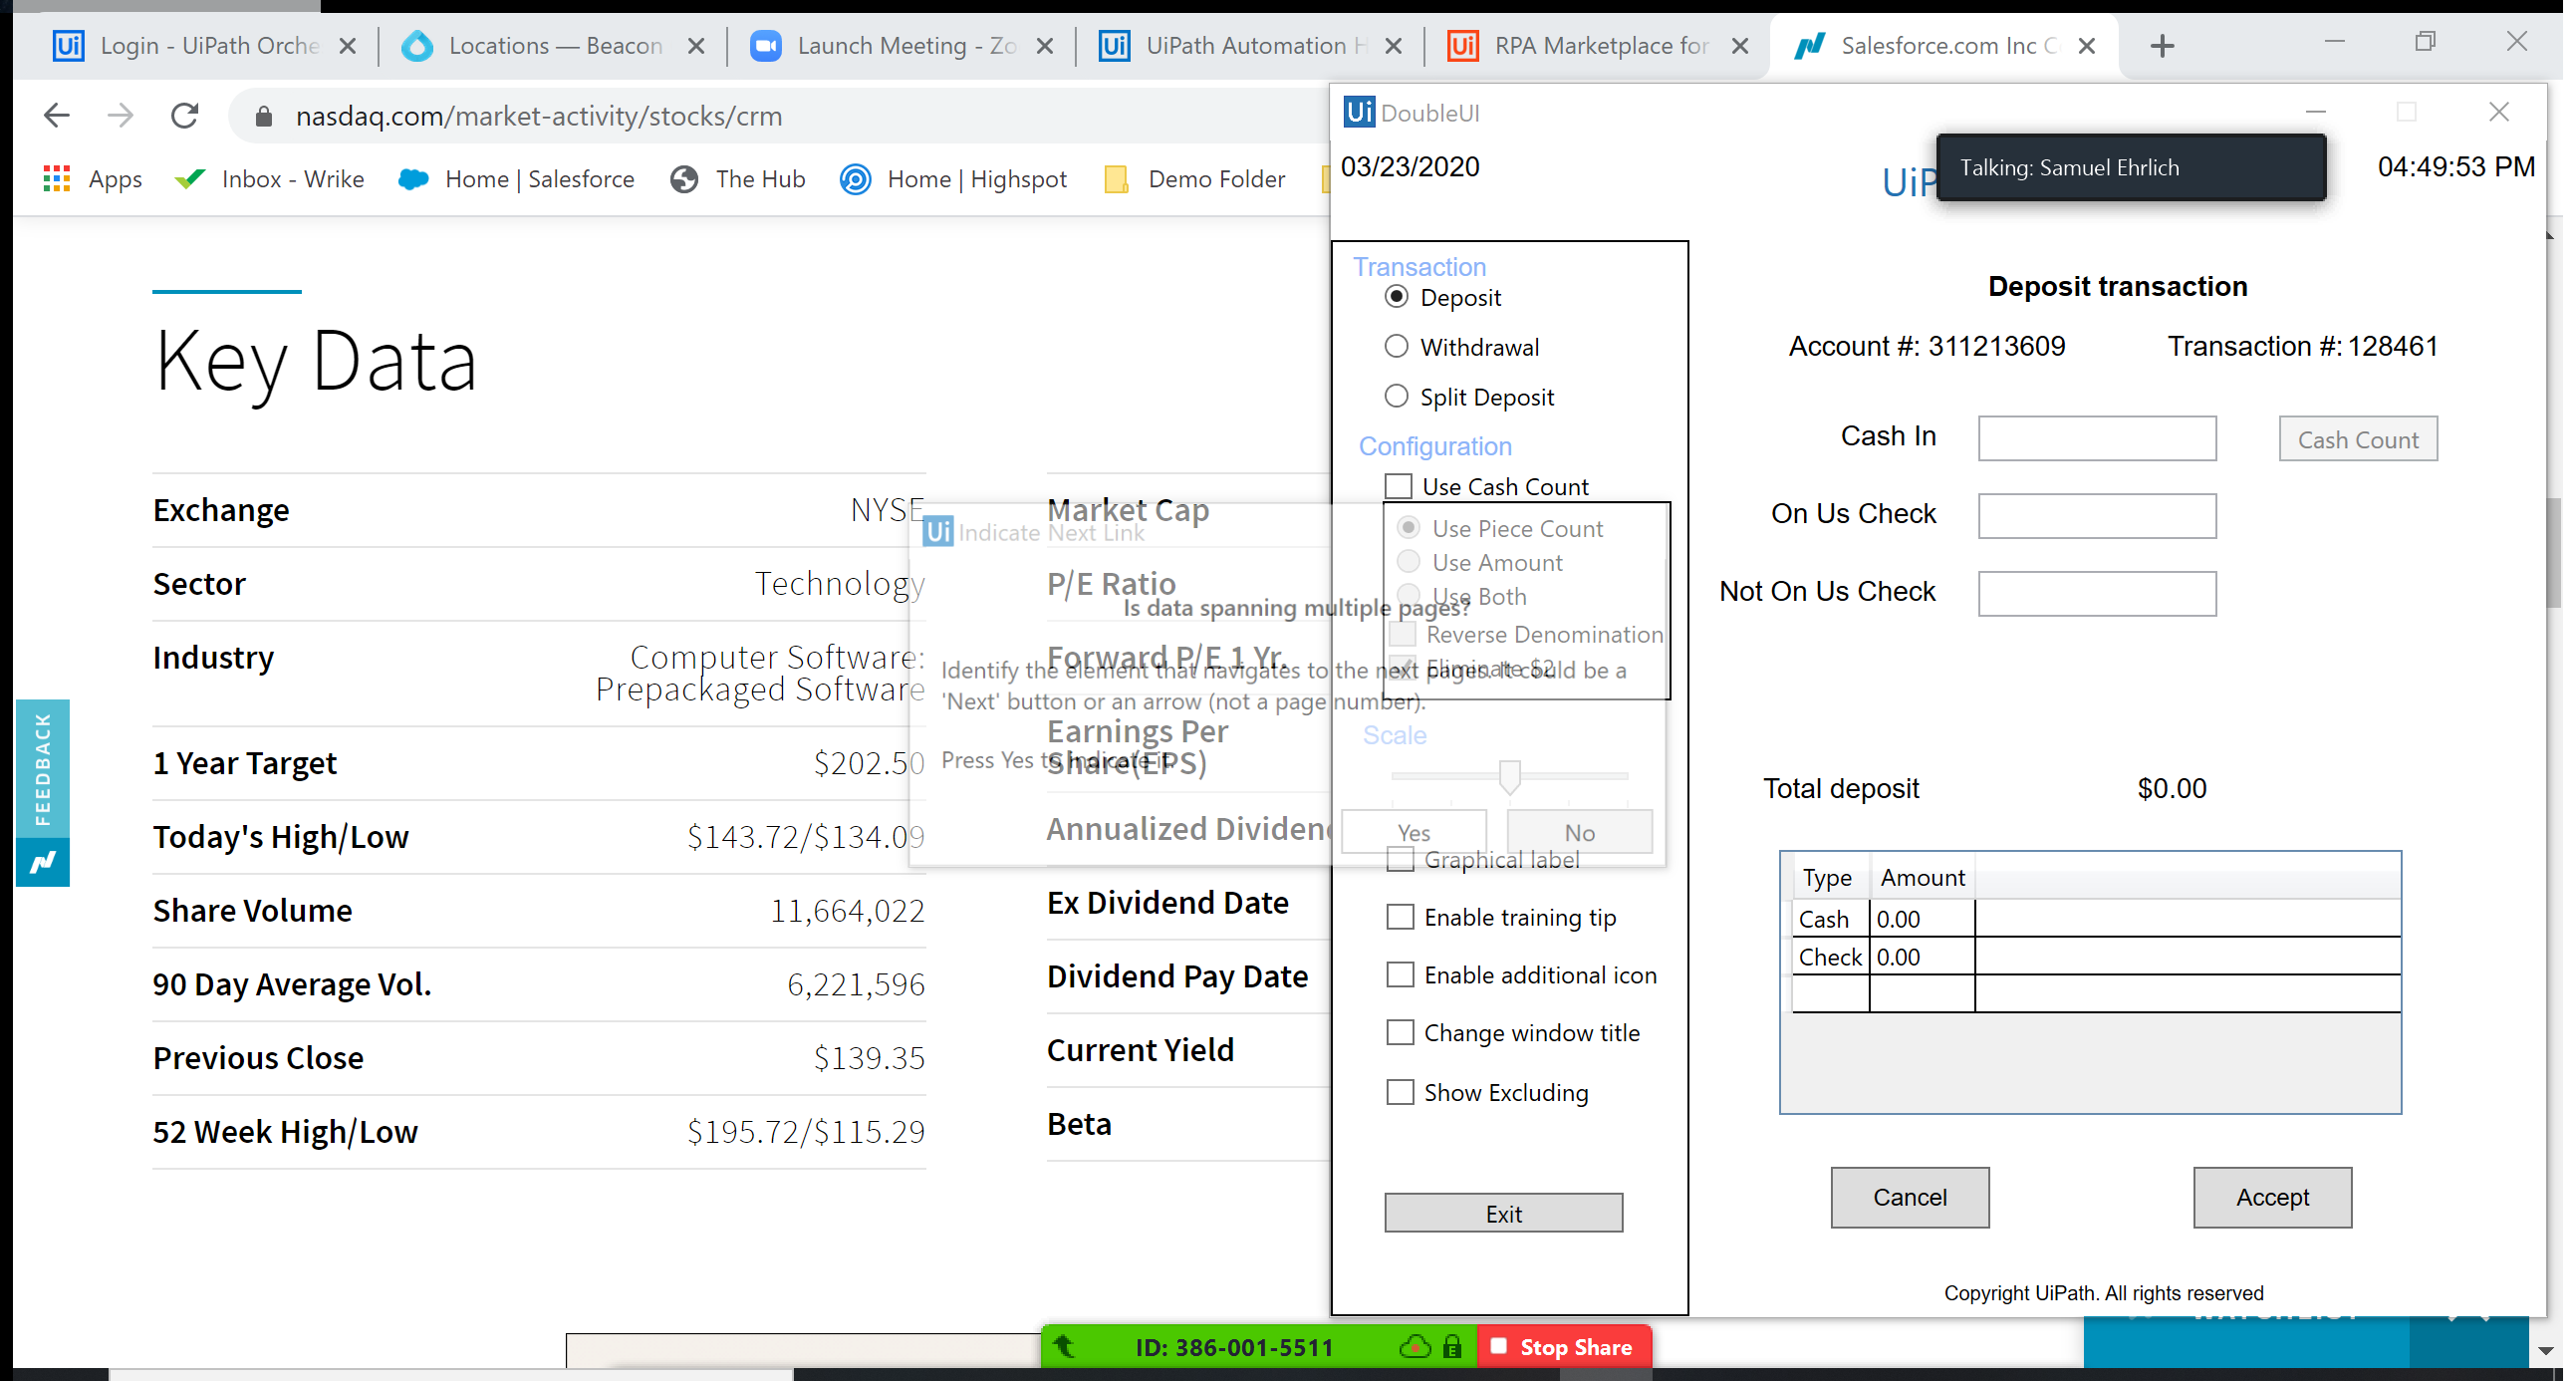 Login - UiPath Orche
Locations — Beacon
Launch Meeting - Zo
UiPath Automation H
RPA Marketplace for
Salesforce.com Inc C
nasdaq.com/market-activity/stocks/crm
Apps
Inbox - Wrike
Home | Salesforce
The Hub
Home | Highspot
Demo Folder
Key Data
Exchange NYSE
Sector Technology
Industry Computer Software:
Prepackaged Software
1 Year Target $202.50
Today's High/Low $143.72/$134.09
Share Volume 11,664,022
90 Day Average Vol. 6,221,596
Previous Close $139.35
52 Week High/Low $195.72/$115.29
Market Cap
P/E Ratio
Forward P/E 1 Yr.
Earnings Per
Share(EPS)
Annualized Dividend
Ex Dividend Date
Dividend Pay Date
Current Yield
Beta
FEEDBACK
Ui Indicate Next Link
Is data spanning multiple pages?
Identify the element that navigates to the next pages. It could be a
'Next' button or an arrow (not a page number).
Press Yes to indicate it.
Yes
No
Ui DoubleUI
03/23/2020
UiP
Talking: Samuel Ehrlich
04:49:53 PM
Transaction
Deposit
Withdrawal
Split Deposit
Configuration
Use Cash Count
Use Piece Count
Use Amount
Use Both
Reverse Denomination
Eliminate $2
Scale
Graphical label
Enable training tip
Enable additional icon
Change window title
Show Excluding
Exit
Deposit transaction
Account #: 311213609 Transaction #: 128461
Cash In
Cash Count
On Us Check
Not On Us Check
Total deposit $0.00
Type Amount
Cash 0.00
Check 0.00
Cancel
Accept
Copyright UiPath. All rights reserved
ID: 386-001-5511
Stop Share